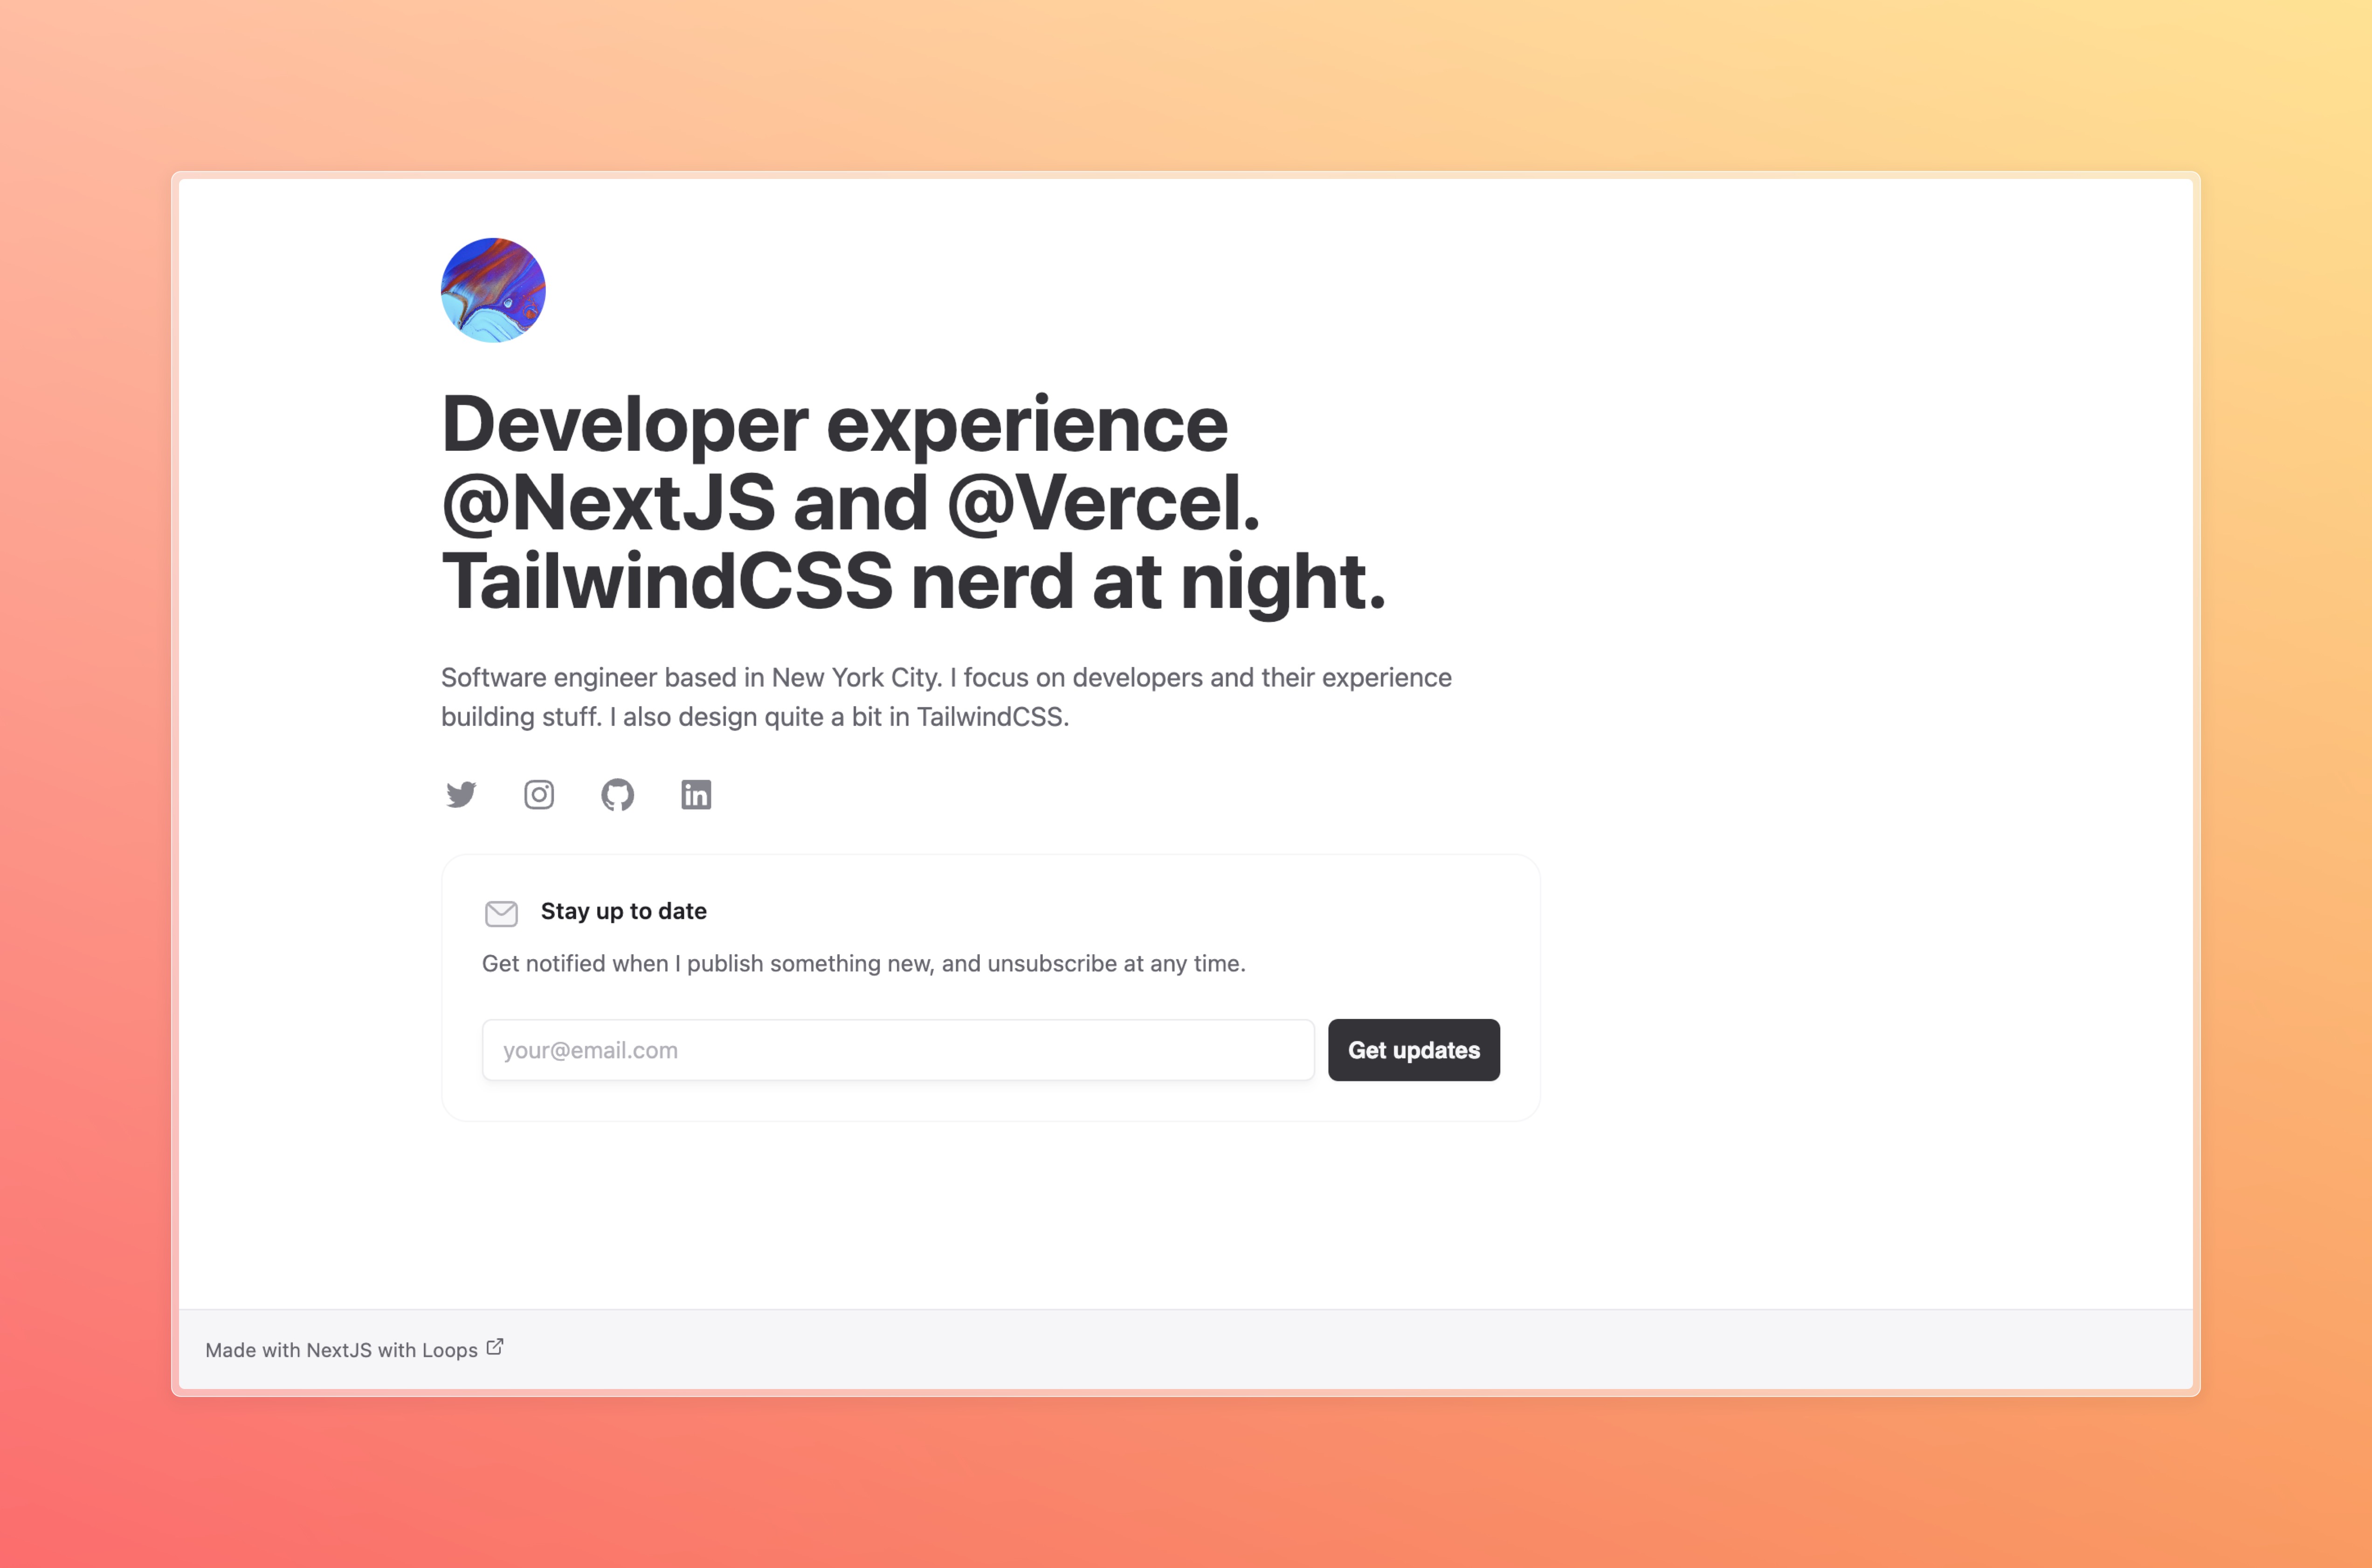 Developer experience
@NextJS and @Vercel.
TailwindCSS nerd at night.
Software engineer based in New York City. I focus on developers and their experience
building stuff. I also design quite a bit in TailwindCSS.
in
Stay up to date
Get notified when I publish something new, and unsubscribe at any time.
your@email.com
Get updates
Made with NextJS with Loops